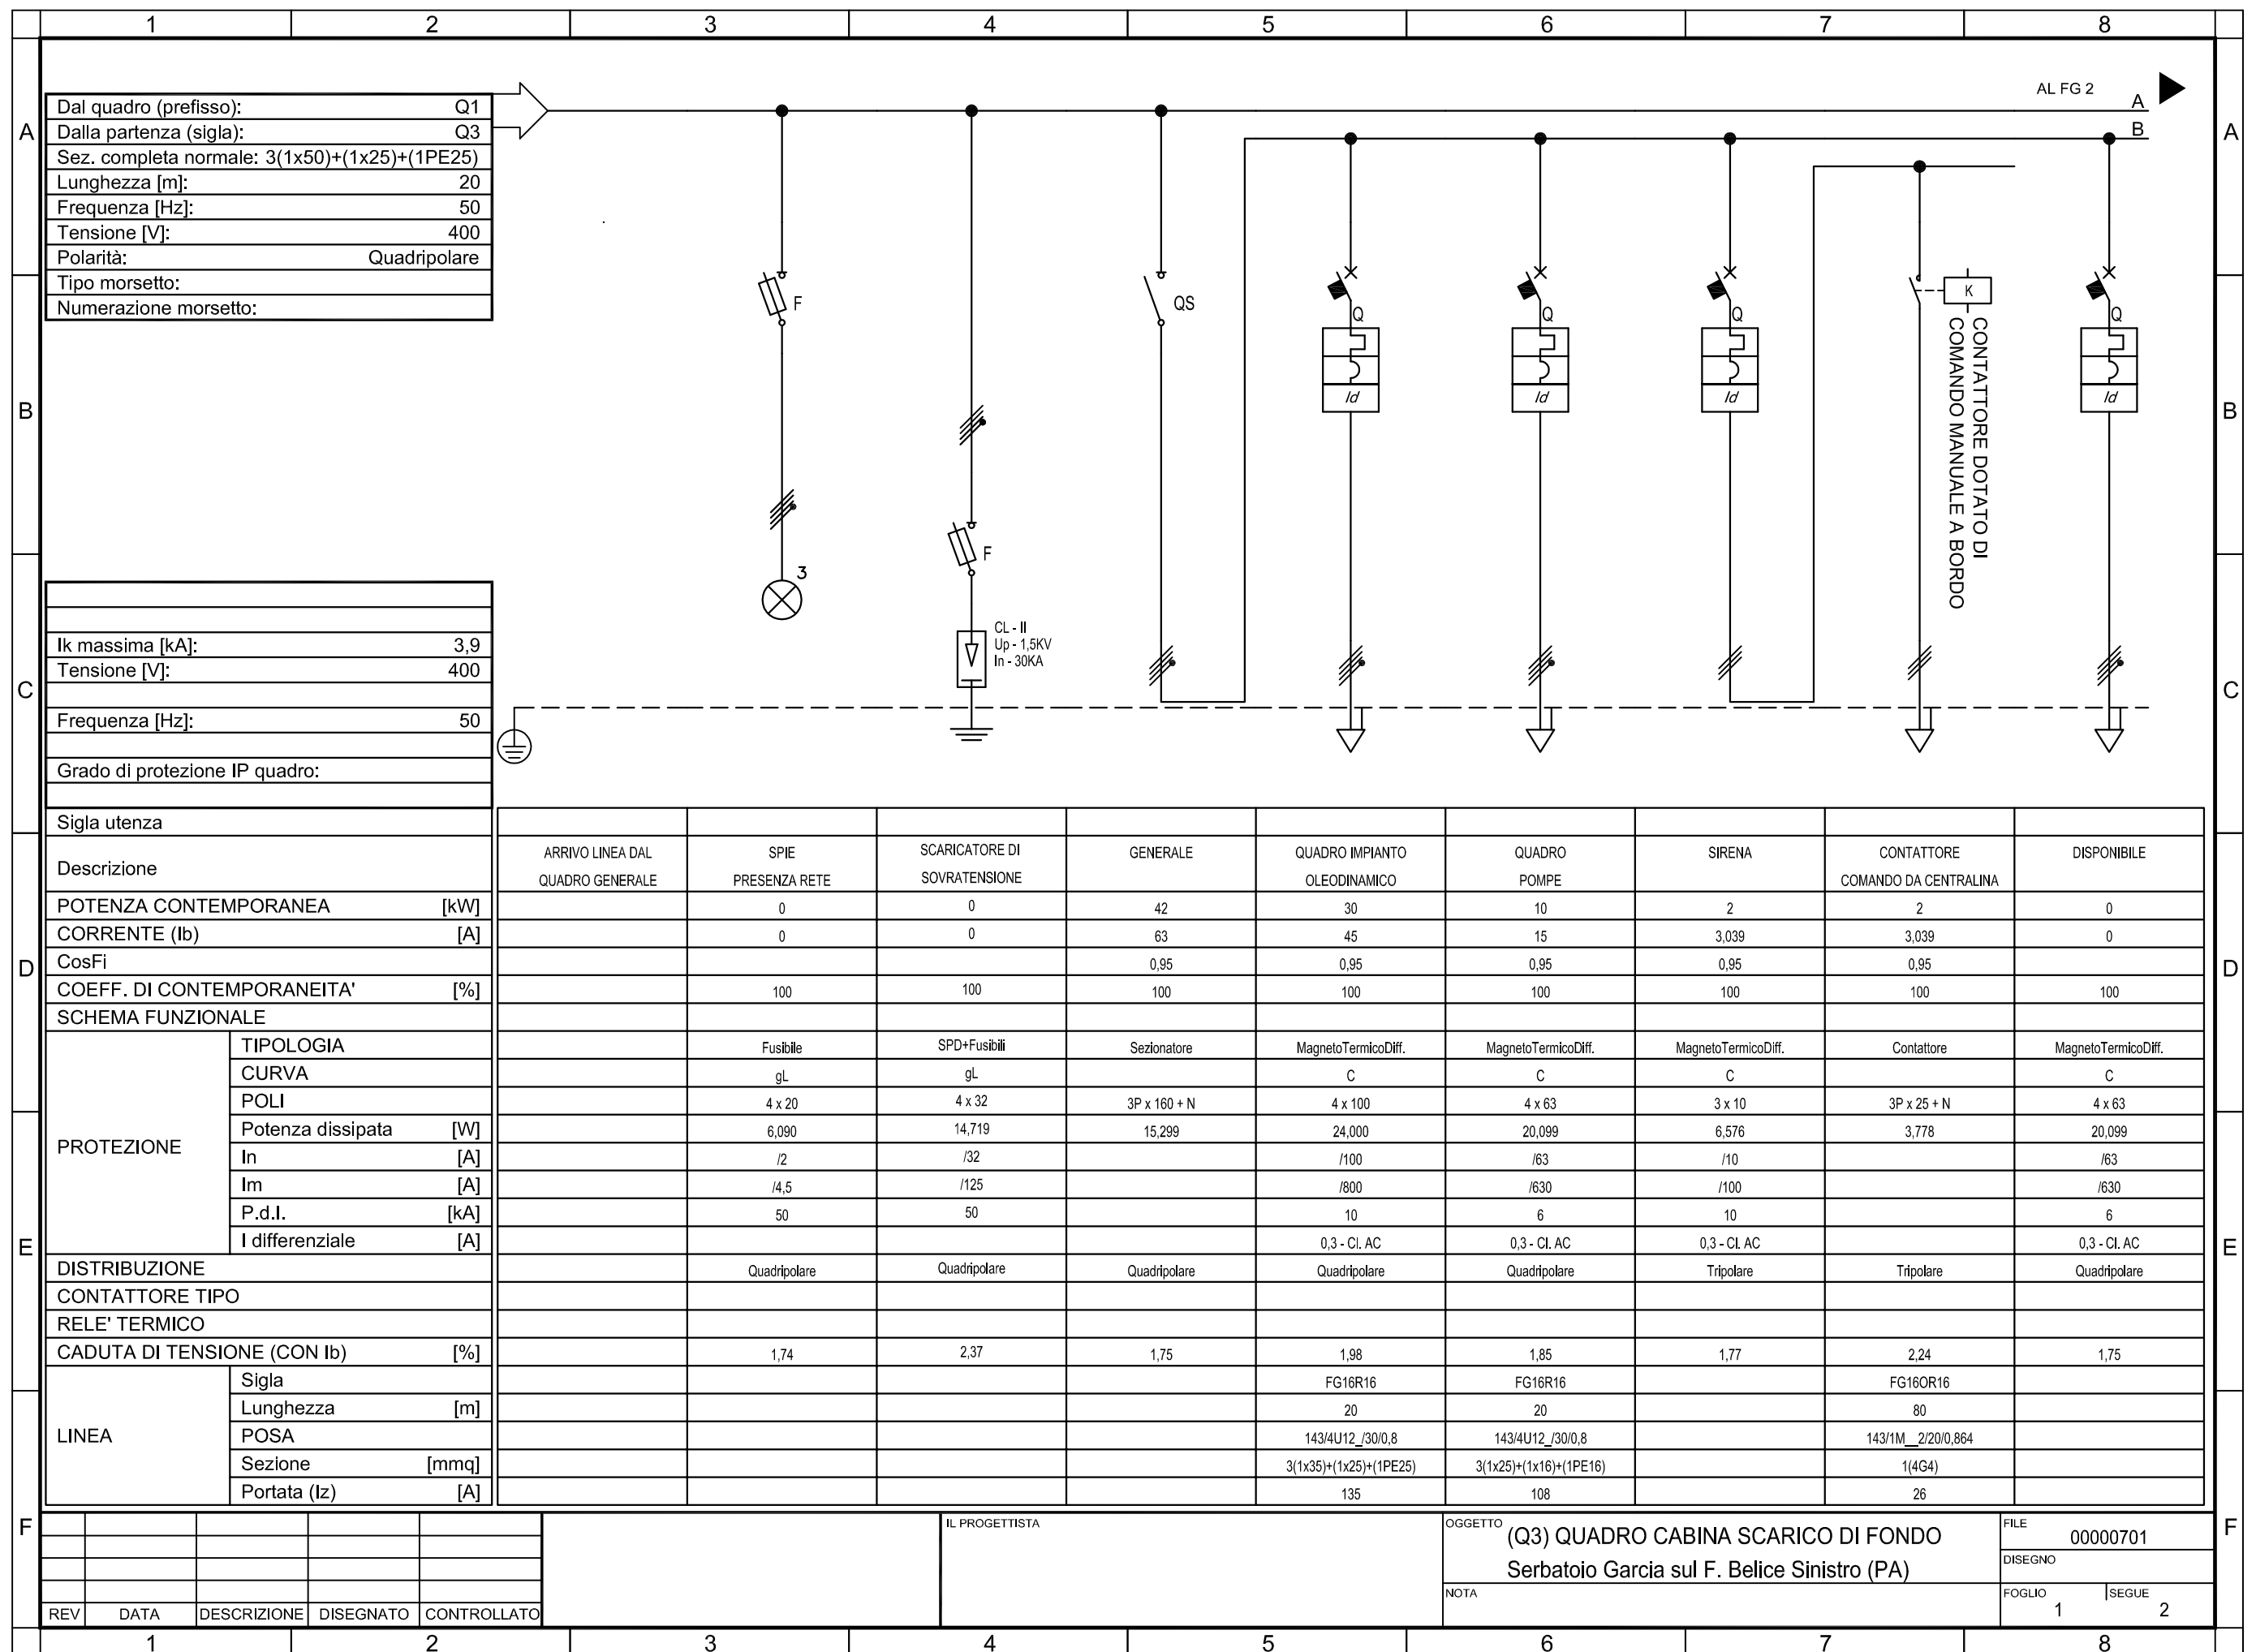 1 2 3 4 5 6 7 8
AL FG 2
A
B
Dal quadro (prefisso): Q1
Dalla partenza (sigla): Q3
Sez. completa normale: 3(1x50)+(1x25)+(1PE25)
Lunghezza [m]: 20
Frequenza [Hz]: 50
Tensione [V]: 400
Polarità: Quadripolare
Tipo morsetto:
Numerazione morsetto:
A A
B B
C C
D D
E E
F F
F
3
F
CL - II
Up - 1,5KV
In - 30KA
QS
Q
Id
Q
Id
Q
Id
K
CONTATTORE DOTATO DI
COMANDO MANUALE A BORDO
Q
Id
Ik massima [kA]: 3,9
Tensione [V]: 400
Frequenza [Hz]: 50
Grado di protezione IP quadro:
Sigla utenza
Descrizione
ARRIVO LINEA DAL
QUADRO GENERALE
SPIE
PRESENZA RETE
SCARICATORE DI
SOVRATENSIONE
GENERALE
QUADRO IMPIANTO
OLEODINAMICO
QUADRO
POMPE
SIRENA
CONTATTORE
COMANDO DA CENTRALINA
DISPONIBILE
POTENZA CONTEMPORANEA [kW] 0 0 42 30 10 2 2 0
CORRENTE (Ib) [A] 0 0 63 45 15 3,039 3,039 0
CosFi 0,95 0,95 0,95 0,95 0,95
COEFF. DI CONTEMPORANEITA' [%] 100 100 100 100 100 100 100 100
SCHEMA FUNZIONALE
PROTEZIONE
TIPOLOGIA Fusibile SPD+Fusibili Sezionatore MagnetoTermicoDiff. MagnetoTermicoDiff. MagnetoTermicoDiff. Contattore MagnetoTermicoDiff.
CURVA gL gL C C C C
POLI 4 x 20 4 x 32 3P x 160 + N 4 x 100 4 x 63 3 x 10 3P x 25 + N 4 x 63
Potenza dissipata [W] 6,090 14,719 15,299 24,000 20,099 6,576 3,778 20,099
In [A] /2 /32 /100 /63 /10 /63
Im [A] /4,5 /125 /800 /630 /100 /630
P.d.I. [kA] 50 50 10 6 10 6
I differenziale [A] 0,3 - Cl. AC 0,3 - Cl. AC 0,3 - Cl. AC 0,3 - Cl. AC
DISTRIBUZIONE Quadripolare Quadripolare Quadripolare Quadripolare Quadripolare Tripolare Tripolare Quadripolare
CONTATTORE TIPO
RELE' TERMICO
CADUTA DI TENSIONE (CON Ib) [%] 1,74 2,37 1,75 1,98 1,85 1,77 2,24 1,75
LINEA
Sigla FG16R16 FG16R16 FG16OR16
Lunghezza [m] 20 20 80
POSA 143/4U12_/30/0,8 143/4U12_/30/0,8 143/1M__2/20/0,864
Sezione [mmq] 3(1x35)+(1x25)+(1PE25) 3(1x25)+(1x16)+(1PE16) 1(4G4)
Portata (Iz) [A] 135 108 26
REV DATA DESCRIZIONE DISEGNATO CONTROLLATO
IL PROGETTISTA
OGGETTO (Q3) QUADRO CABINA SCARICO DI FONDO
Serbatoio Garcia sul F. Belice Sinistro (PA)
NOTA
FILE 00000701
DISEGNO
FOGLIO 1
SEGUE 2
1 2 3 4 5 6 7 8